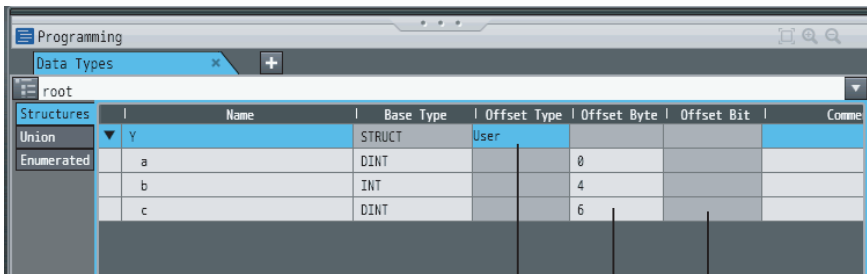 Programming
Data Types × +
root
Structures Name Base Type Offset Type Offset Byte Offset Bit Comme
Union ▼ Y STRUCT User
Enumerated a DINT 0
b INT 4
c DINT 6